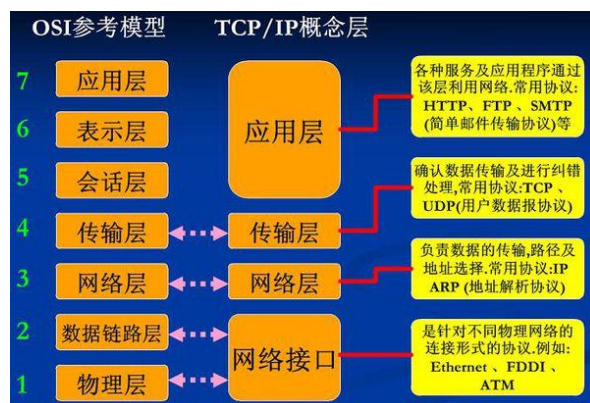 OSI参考模型
TCP/IP概念层
7
应用层
6
表示层
5
会话层
4
传输层
3
网络层
2
数据链路层
1
物理层
应用层
传输层
网络层
网络接口
各种服务及应用程序通过
该层利用网络.常用协议:
HTTP、FTP 、SMTP
(简单邮件传输协议)等
确认数据传输及进行纠错
处理,常用协议:TCP 、
UDP(用户数据报协议)
负责数据的传输,路径及
地址选择.常用协议:IP
ARP (地址解析协议)
是针对不同物理网络的
连接形式的协议.例如:
Ethernet 、FDDI 、
ATM